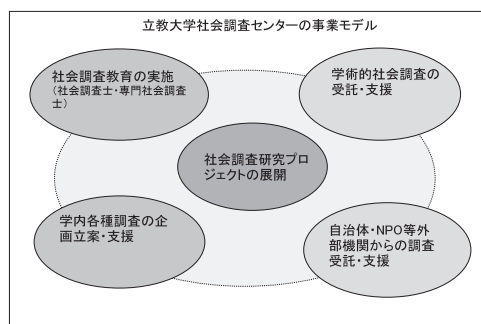 立教大学社会調査センターの事業モデル
社会調査教育の実施
(社会調査士・専門社会調査
士)
学術的社会調査の
受託・支援
社会調査研究プロ
ジェクトの展開
学内各種調査の企
画立案・支援
自治体・NPO等外
部機関からの調査
受託・支援